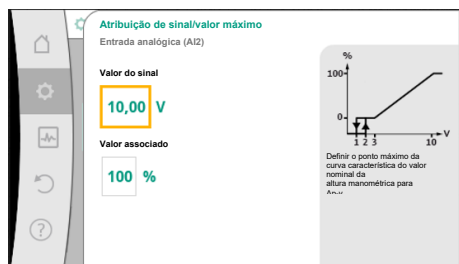 Atribuição de sinal/valor máximo
Entrada analógica (AI2)
Valor do sinal
10,00 V
Valor associado
100 %
%
100
0
1 2 3 10 V
Definir o ponto máximo da
curva característica do valor
nominal da
altura manométrica para
Δp-v
?